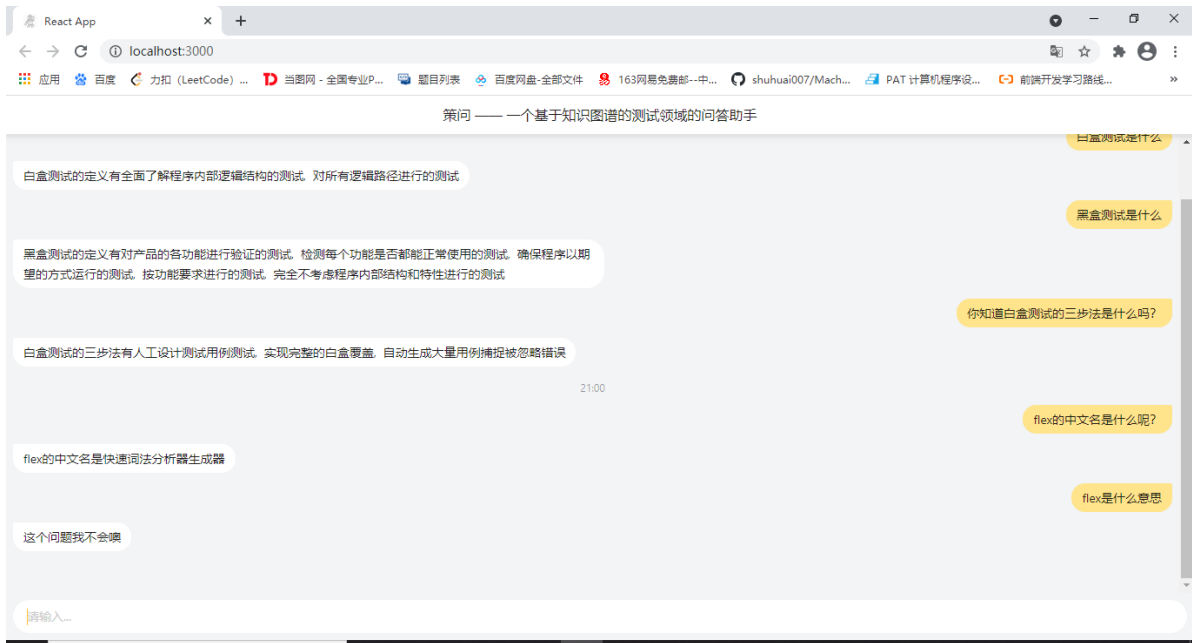 React App
localhost:3000
应用
百度
力扣（LeetCode）...
当图网 - 全国专业P...
题目列表
百度网盘-全部文件
163网易免费邮--中...
shuhuai007/Mach...
PAT 计算机程序设...
前端开发学习路线...
»
策问 —— 一个基于知识图谱的测试领域的问答助手
白盒测试是什么
白盒测试的定义有全面了解程序内部逻辑结构的测试, 对所有逻辑路径进行的测试
黑盒测试是什么
黑盒测试的定义有对产品的各功能进行验证的测试, 检测每个功能是否都能正常使用的测试, 确保程序以期
望的方式运行的测试, 按功能要求进行的测试, 完全不考虑程序内部结构和特性进行的测试
你知道白盒测试的三步法是什么吗?
白盒测试的三步法有人工设计测试用例测试, 实现完整的白盒覆盖, 自动生成大量用例捕捉被忽略错误
21:00
flex的中文名是什么呢?
flex的中文名是快速词法分析器生成器
flex是什么意思
这个问题我不会噢
请输入...